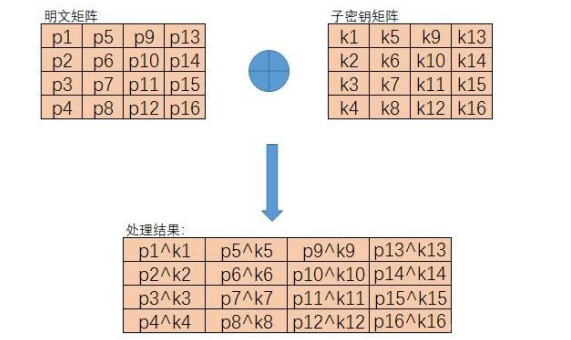 明文矩阵
子密钥矩阵
p1 p5 p9 p13
p2 p6 p10 p14
p3 p7 p11 p15
p4 p8 p12 p16
k1 k5 k9 k13
k2 k6 k10 k14
k3 k7 k11 k15
k4 k8 k12 k16
处理结果:
p1^k1 p5^k5 p9^k9 p13^k13
p2^k2 p6^k6 p10^k10 p14^k14
p3^k3 p7^k7 p11^k11 p15^k15
p4^k4 p8^k8 p12^k12 p16^k16